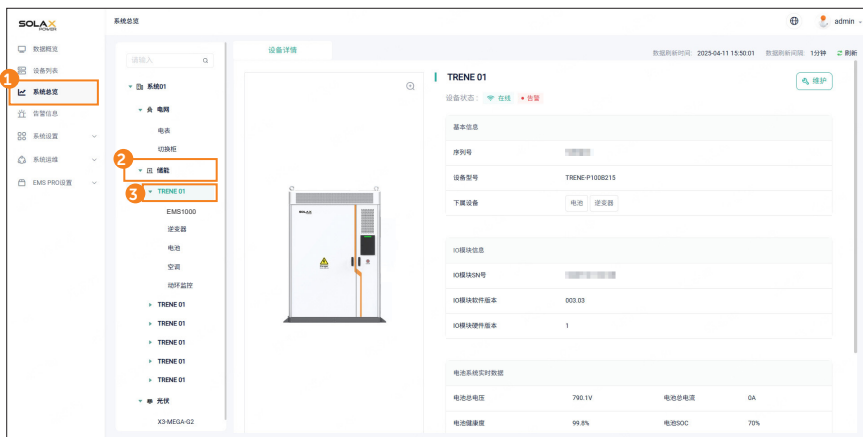 SOLAX
POWER
系统总览
admin
数据概览
设备列表
1
系统总览
告警信息
系统设置
系统运维
EMS PRO设置
请输入
系统01
电网
电表
切换柜
2
储能
3
TRENE 01
EMS1000
逆变器
电池
空调
动环监控
TRENE 01
TRENE 01
TRENE 01
TRENE 01
TRENE 01
光伏
X3-MEGA-G2
设备详情
数据刷新时间: 2025-04-11 15:50:01 数据刷新间隔: 1分钟 刷新
SOLAX
TRENE 01
维护
设备状态: 在线 告警
基本信息
序列号
设备型号 TRENE-P100B215
下属设备 电池 逆变器
IO模块信息
IO模块SN号
IO模块软件版本 003.03
IO模块硬件版本 1
电池系统实时数据
电池总电压 790.1V 电池总电流 0A
电池健康度 99.8% 电池SOC 70%